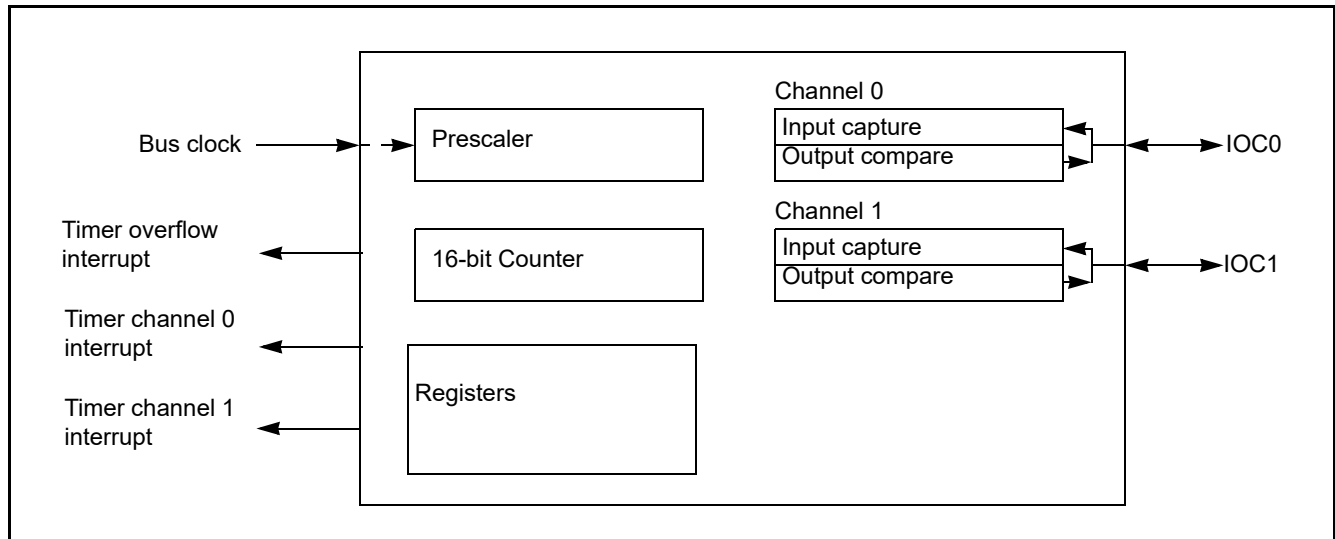 Bus clock
Timer overflow
interrupt
Timer channel 0
interrupt
Timer channel 1
interrupt
Prescaler
16-bit Counter
Registers
Channel 0
Input capture
Output compare
Channel 1
Input capture
Output compare
IOC0
IOC1